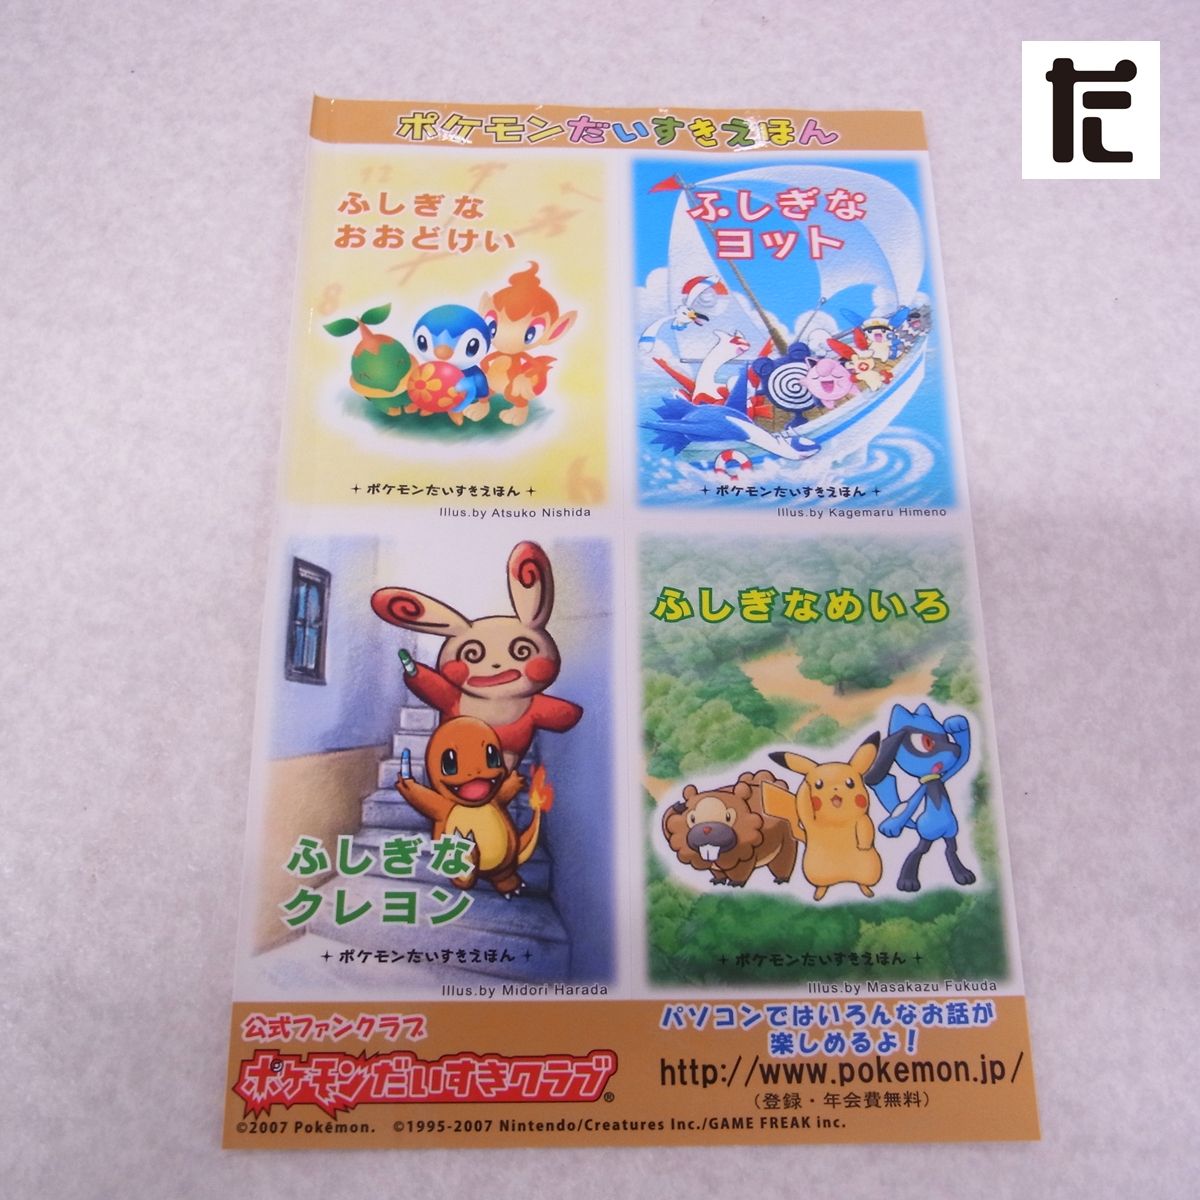 た
ポケモンだいすきえほん
12
8
ふしぎな
おおどけい
+ポケモンだいすきえほん+
Illus.by Atsuko Nishida
ふしぎな
ヨット
+ポケモンだいすきえほん+
Illus.by Kagemaru Himeno
ふしぎな
クレヨン
+ポケモンだいすきえほん+
Illus.by Midori Harada
ふしぎなめいろ
+ポケモンだいすきえほん+
Illus.by Masakazu Fukuda
公式ファンクラブ
ポケモンだいすきクラブ®
パソコンではいろんなお話が
楽しめるよ!
http://www.pokemon.jp/
(登録・年会費無料)
©2007 Pokémon. ©1995-2007 Nintendo/Creatures Inc./GAME FREAK inc.